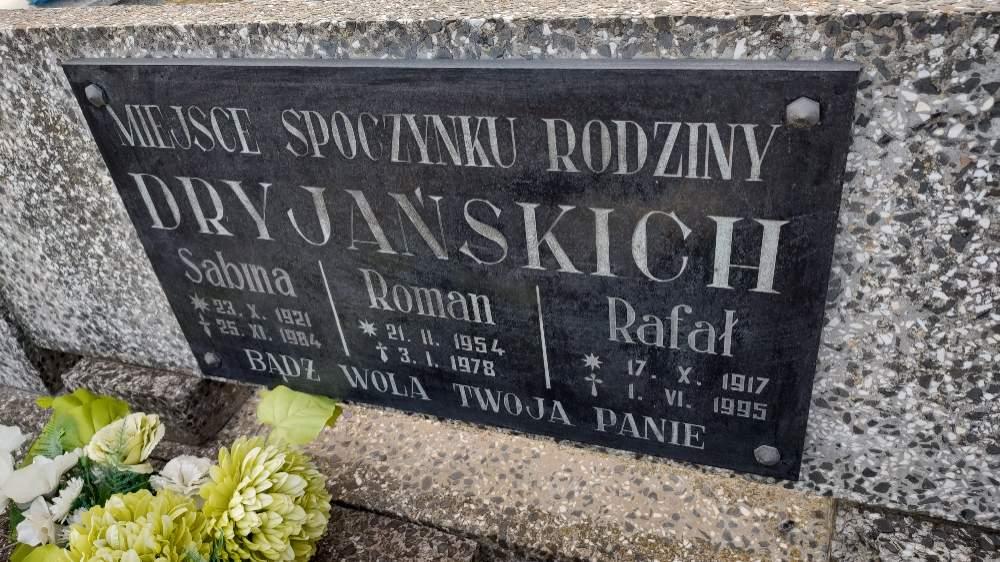 MIEJSCE SPOCZYNKU RODZINY
DRYJAŃSKICH
Sabina
* 23. X. 1921
† 25. XI. 1984
Roman
* 21. II. 1954
† 3. I. 1978
Rafał
* 17. X. 1917
† 1. VI. 1995
BĄDŹ WOLA TWOJA PANIE